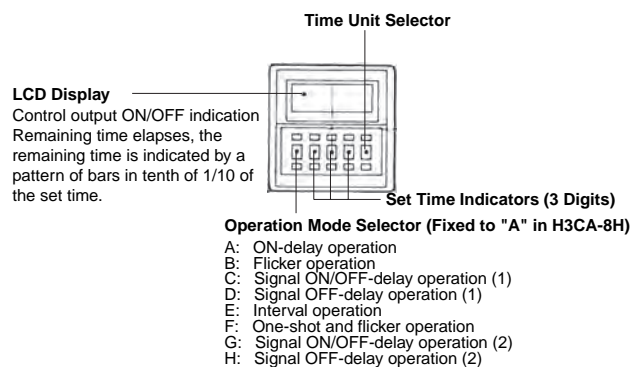 Time Unit Selector
LCD Display
Control output ON/OFF indication
Remaining time elapses, the
remaining time is indicated by a
pattern of bars in tenth of 1/10 of
the set time.
Set Time Indicators (3 Digits)
Operation Mode Selector (Fixed to "A" in H3CA-8H)
A: ON-delay operation
B: Flicker operation
C: Signal ON/OFF-delay operation (1)
D: Signal OFF-delay operation (1)
E: Interval operation
F: One-shot and flicker operation
G: Signal ON/OFF-delay operation (2)
H: Signal OFF-delay operation (2)